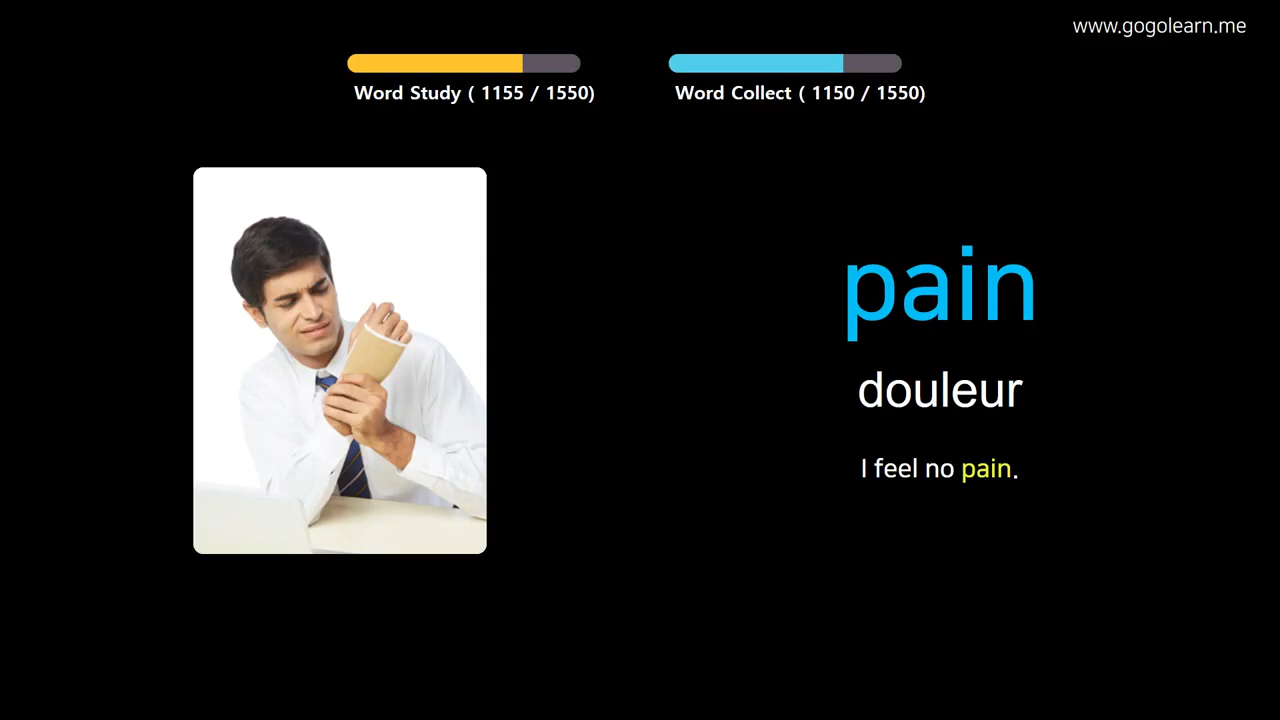 www.gogolearn.me
Word Study ( 1155 / 1550)
Word Collect ( 1150 / 1550)
pain
douleur
I feel no pain.